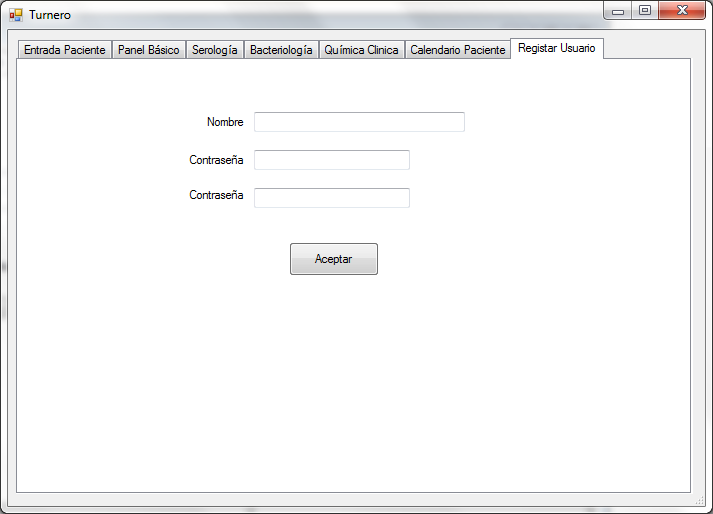 Turnero
Entrada Paciente Panel Básico Serología Bacteriología Química Clinica Calendario Paciente Registar Usuario
Nombre
Contraseña
Contraseña
Aceptar